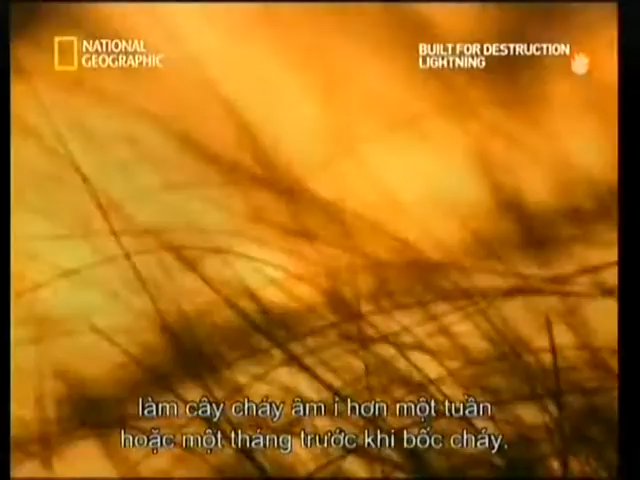 NATIONAL
GEOGRAPHIC
BUILT FOR DESTRUCTION
LIGHTNING
làm cây cháy âm ỉ hơn một tuần
hoặc một tháng trước khi bốc cháy.